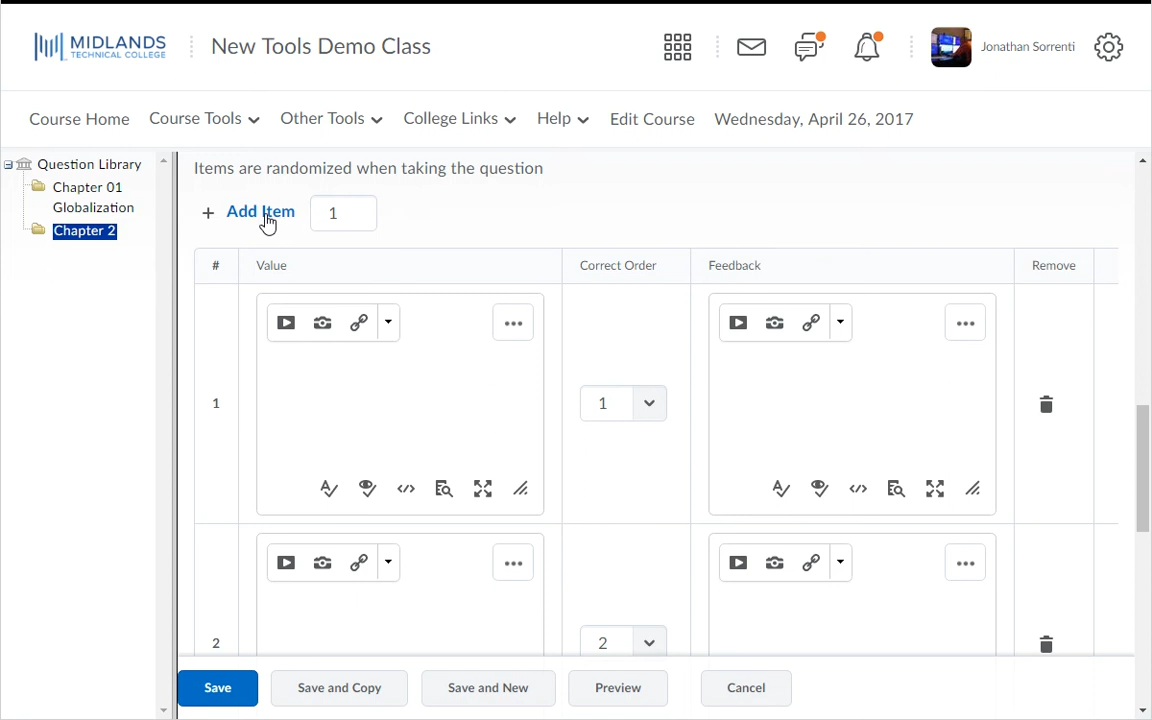 MIDLANDS
TECHNICAL COLLEGE
New Tools Demo Class
Jonathan Sorrenti
Course Home
Course Tools
Other Tools
College Links
Help
Edit Course
Wednesday, April 26, 2017
Question Library
Chapter 01
Globalization
Chapter 2
Items are randomized when taking the question
+ Add Item
1
# Value Correct Order Feedback Remove
1 1
2 2
Save
Save and Copy
Save and New
Preview
Cancel